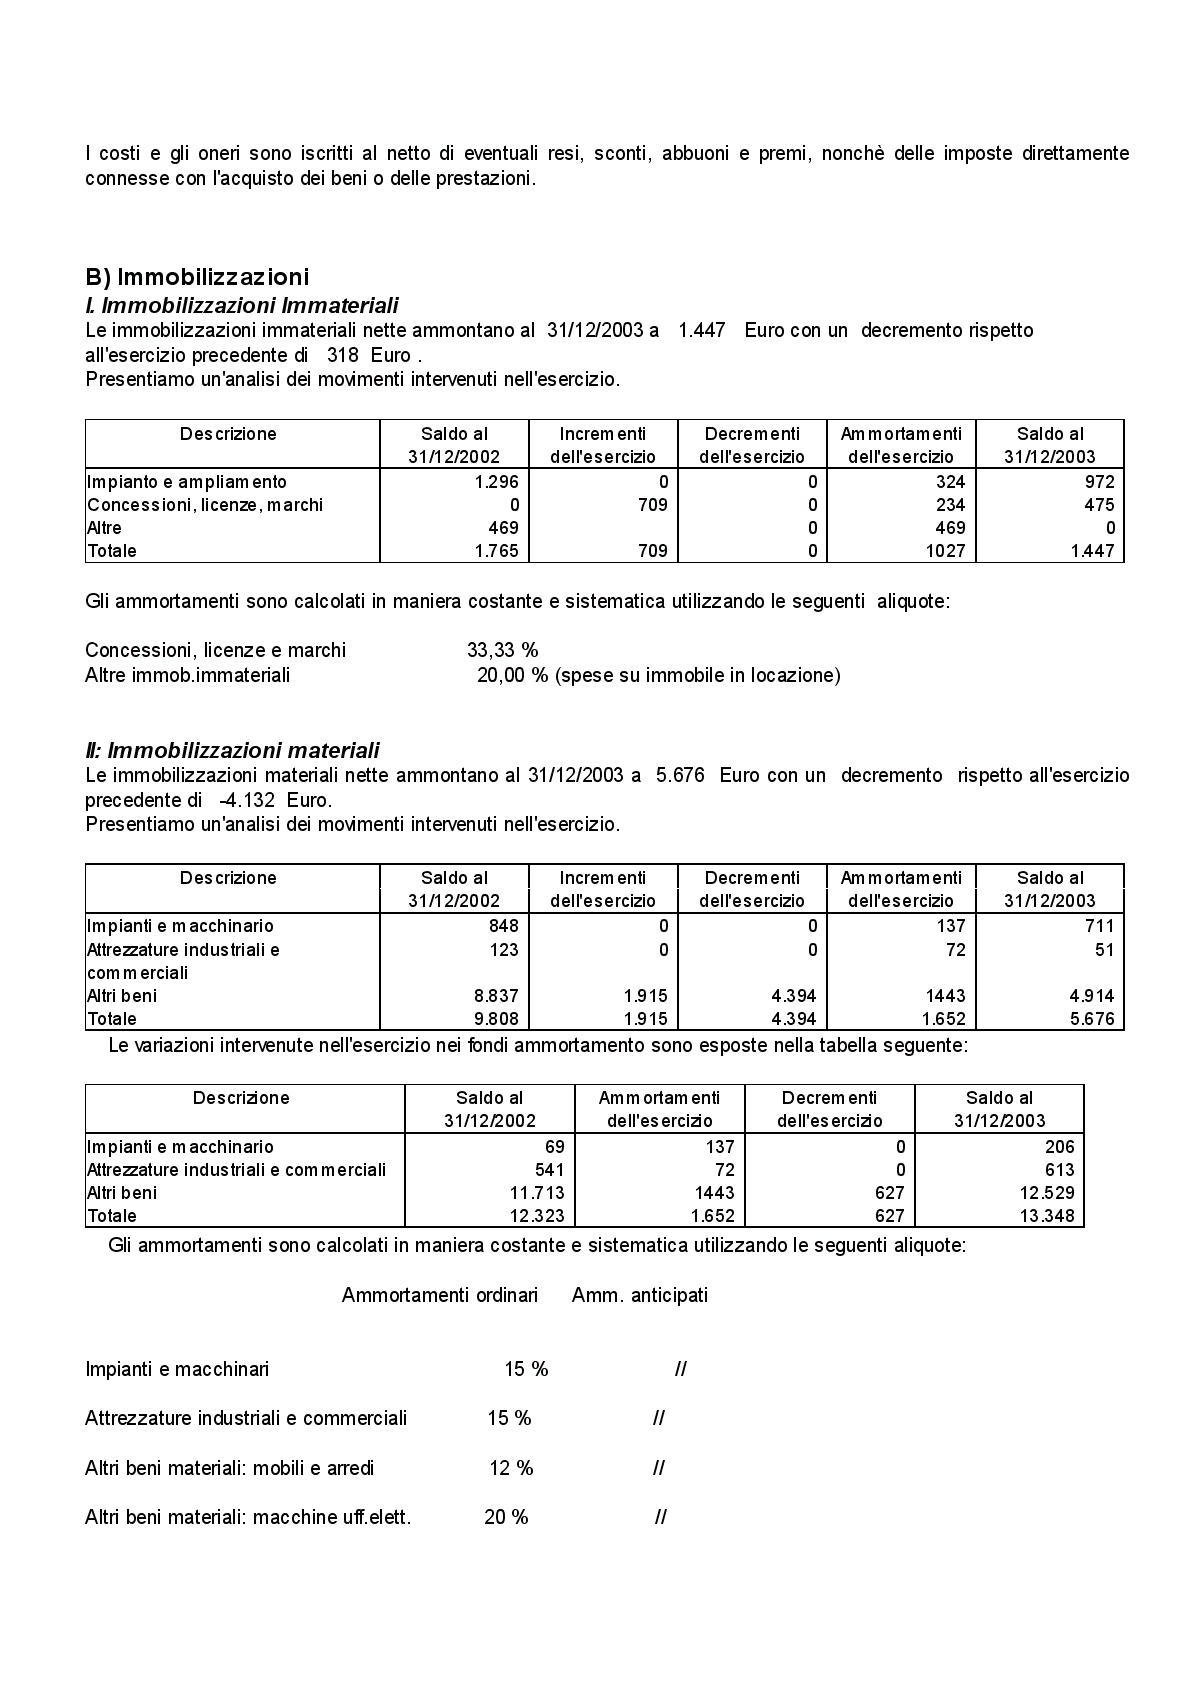 I costi e gli oneri sono iscritti al netto di eventuali resi, sconti, abbuoni e premi, nonchè delle imposte direttamente
connesse con l'acquisto dei beni o delle prestazioni.
B) Immobilizzazioni
I. Immobilizzazioni Immateriali
Le immobilizzazioni immateriali nette ammontano al 31/12/2003 a 1.447 Euro con un decremento rispetto
all'esercizio precedente di 318 Euro .
Presentiamo un'analisi dei movimenti intervenuti nell'esercizio.
Descrizione Saldo al Incrementi Decrementi Ammortamenti Saldo al
31/12/2002 dell'esercizio dell'esercizio dell'esercizio 31/12/2003
Impianto e ampliamento 1.296 0 0 324 972
Concessioni, licenze, marchi 0 709 0 234 475
Altre 469 0 469 0
Totale 1.765 709 0 1027 1.447
Gli ammortamenti sono calcolati in maniera costante e sistematica utilizzando le seguenti aliquote:
Concessioni, licenze e marchi 33,33 %
Altre immob.immateriali 20,00 % (spese su immobile in locazione)
II: Immobilizzazioni materiali
Le immobilizzazioni materiali nette ammontano al 31/12/2003 a 5.676 Euro con un decremento rispetto all'esercizio
precedente di -4.132 Euro.
Presentiamo un'analisi dei movimenti intervenuti nell'esercizio.
Descrizione Saldo al Incrementi Decrementi Ammortamenti Saldo al
31/12/2002 dell'esercizio dell'esercizio dell'esercizio 31/12/2003
Impianti e macchinario 848 0 0 137 711
Attrezzature industriali e 123 0 0 72 51
commerciali
Altri beni 8.837 1.915 4.394 1443 4.914
Totale 9.808 1.915 4.394 1.652 5.676
Le variazioni intervenute nell'esercizio nei fondi ammortamento sono esposte nella tabella seguente:
Descrizione Saldo al Ammortamenti Decrementi Saldo al
31/12/2002 dell'esercizio dell'esercizio 31/12/2003
Impianti e macchinario 69 137 0 206
Attrezzature industriali e commerciali 541 72 0 613
Altri beni 11.713 1443 627 12.529
Totale 12.323 1.652 627 13.348
Gli ammortamenti sono calcolati in maniera costante e sistematica utilizzando le seguenti aliquote:
Ammortamenti ordinari Amm. anticipati
Impianti e macchinari 15 % //
Attrezzature industriali e commerciali 15 % //
Altri beni materiali: mobili e arredi 12 % //
Altri beni materiali: macchine uff.elett. 20 % //